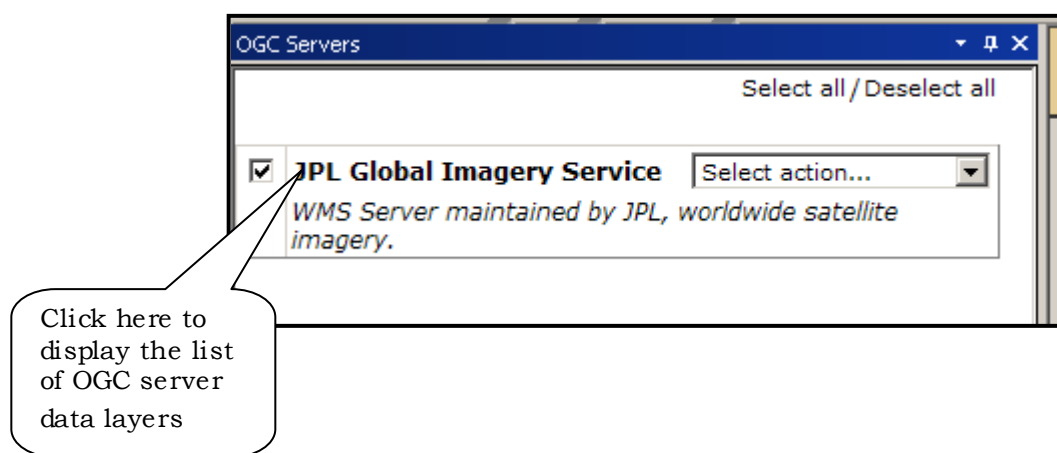 OGC Servers
Select all / Deselect all
JPL Global Imagery Service Select action...
WMS Server maintained by JPL, worldwide satellite
imagery.
Click here to
display the list
of OGC server
data layers